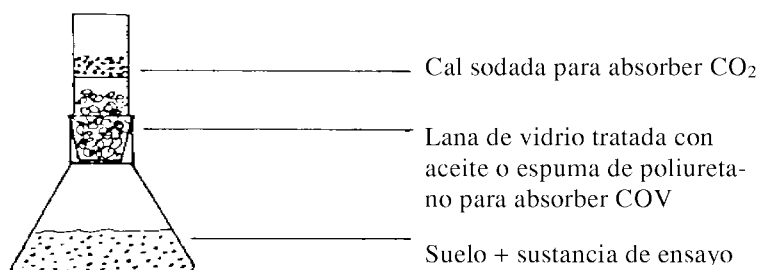 Cal sodada para absorber CO₂
Lana de vidrio tratada con
aceite o espuma de poliureta-
no para absorber COV
Suelo + sustancia de ensayo